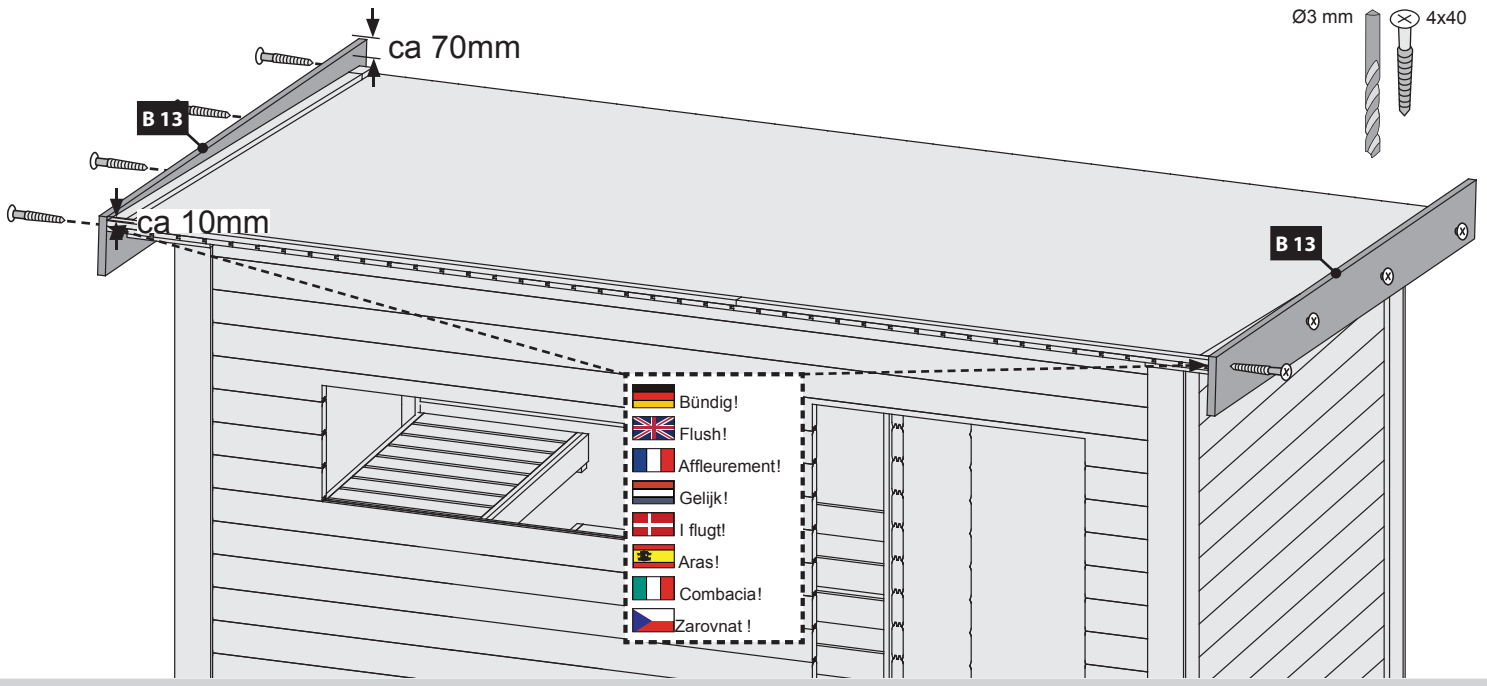 Ø3 mm
4x40
ca 70mm
B 13
ca 10mm
B 13
Bündig!
Flush!
Affleurement!
Gelijk!
I flugt!
Aras!
Combacia!
Zarovnat !